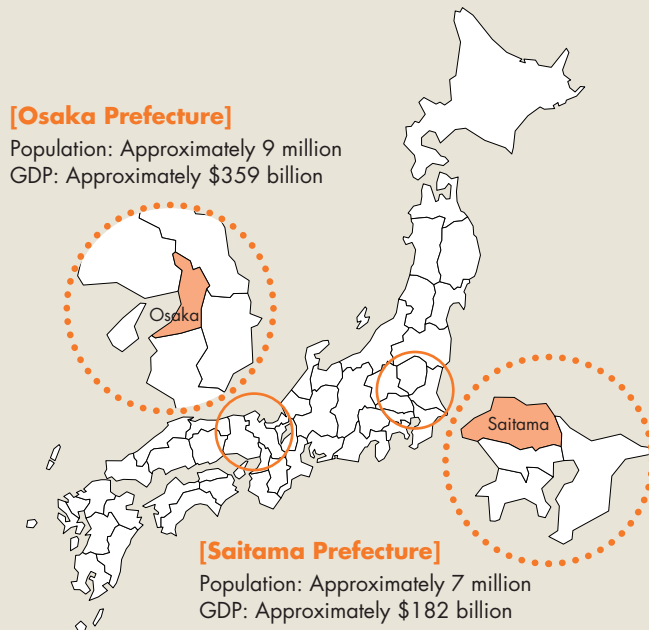 [Osaka Prefecture]
Population: Approximately 9 million
GDP: Approximately $359 billion
Osaka
Saitama
[Saitama Prefecture]
Population: Approximately 7 million
GDP: Approximately $182 billion